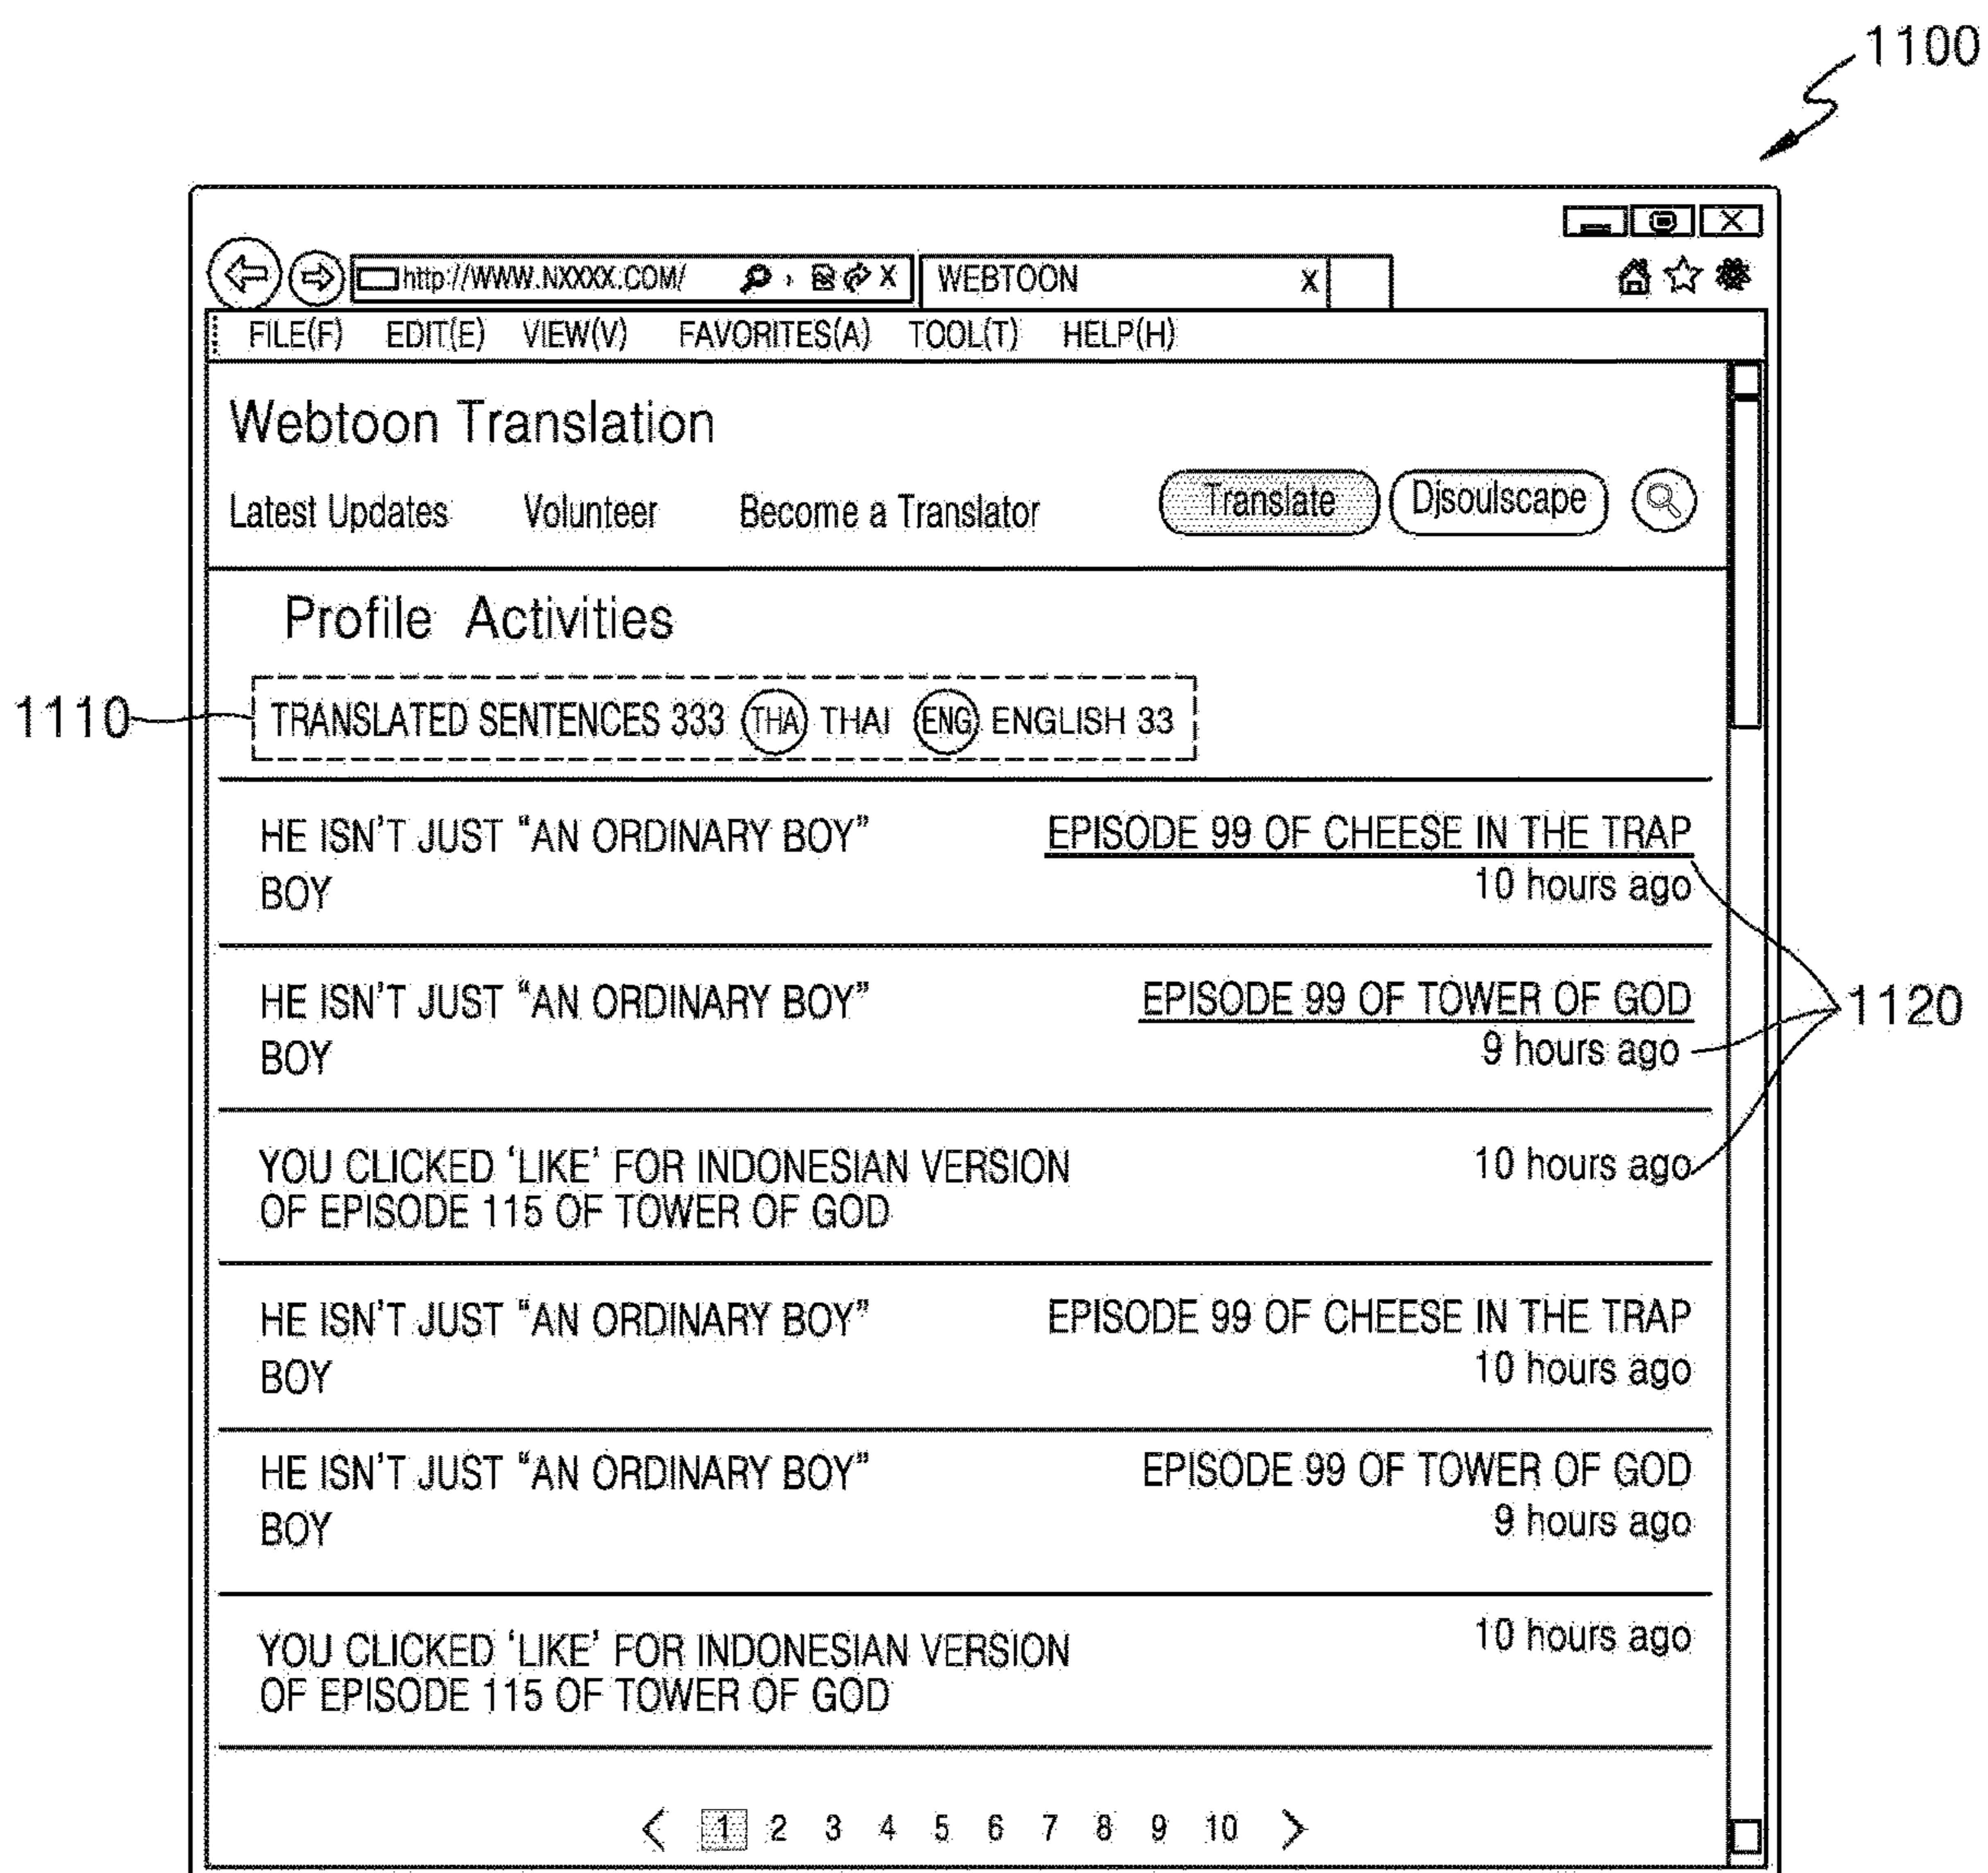 1100
http://WWW.NXXXX.COM/ X WEBTOON X
FILE(F) EDIT(E) VIEW(V) FAVORITES(A) TOOL(T) HELP(H)
Webtoon Translation
Latest Updates Volunteer Become a Translator Translate Djsoulscape
Profile Activities
1110 TRANSLATED SENTENCES 333 THA THAI ENG ENGLISH 33
HE ISN'T JUST "AN ORDINARY BOY" EPISODE 99 OF CHEESE IN THE TRAP
BOY 10 hours ago
HE ISN'T JUST "AN ORDINARY BOY" EPISODE 99 OF TOWER OF GOD
1120
BOY 9 hours ago
YOU CLICKED 'LIKE' FOR INDONESIAN VERSION 10 hours ago
OF EPISODE 115 OF TOWER OF GOD
HE ISN'T JUST "AN ORDINARY BOY" EPISODE 99 OF CHEESE IN THE TRAP
BOY 10 hours ago
HE ISN'T JUST "AN ORDINARY BOY" EPISODE 99 OF TOWER OF GOD
BOY 9 hours ago
YOU CLICKED 'LIKE' FOR INDONESIAN VERSION 10 hours ago
OF EPISODE 115 OF TOWER OF GOD
< 1 2 3 4 5 6 7 8 9 10 >